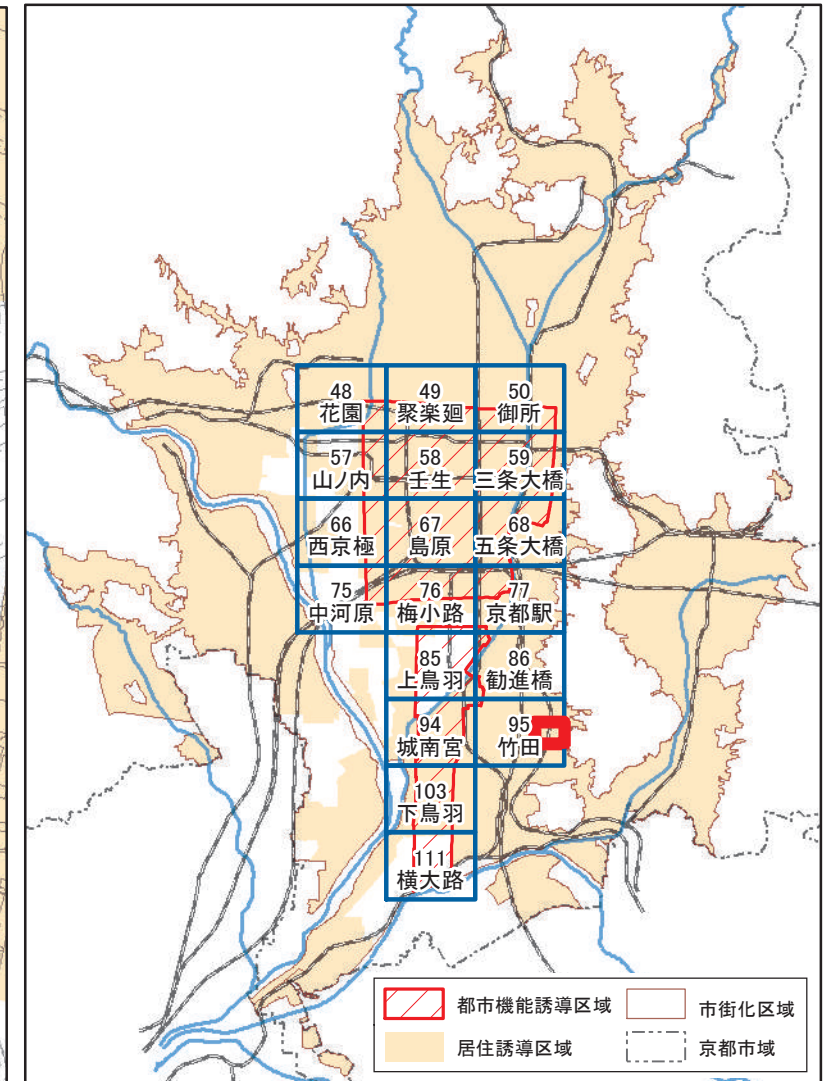 48
花園
49
聚楽廻
50
御所
57
山ノ内
58
壬生
59
三条大橋
66
西京極
67
島原
68
五条大橋
75
中河原
76
梅小路
77
京都駅
85
上鳥羽
86
勧進橋
94
城南宮
95
竹田
103
下鳥羽
111
横大路
都市機能誘導区域
市街化区域
居住誘導区域
京都市域